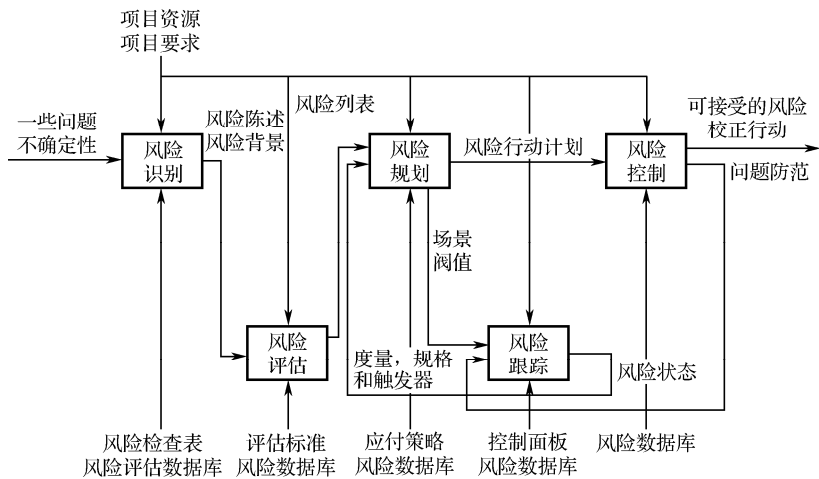 项目资源
项目要求
一些问题
不确定性
风险
识别
风险陈述
风险背景
风险列表
风险
规划
风险行动计划
风险
控制
可接受的风险
校正行动
问题防范
场景
阀值
风险
评估
度量，规格
和触发器
风险
跟踪
风险状态
风险检查表
风险评估数据库
评估标准
风险数据库
应付策略
风险数据库
控制面板
风险数据库
风险数据库